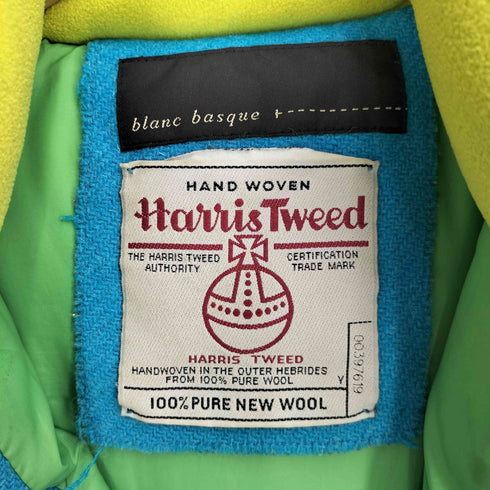 blanc basque
HAND WOVEN
Harris Tweed
THE HARRIS TWEED
AUTHORITY
CERTIFICATION
TRADE MARK
HARRIS TWEED
HANDWOVEN IN THE OUTER HEBRIDES
FROM 100% PURE WOOL
Y
00397619
100% PURE NEW WOOL